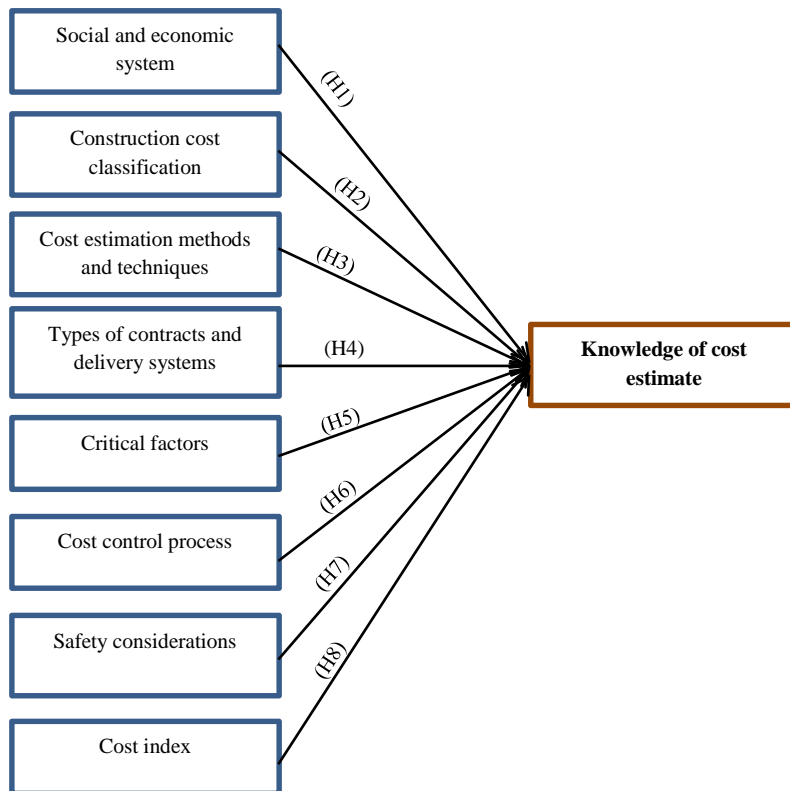 Social and economic
system
(H1)
Construction cost
classification
(H2)
Cost estimation methods
and techniques
(H3)
Types of contracts and
delivery systems
(H4)
Knowledge of cost
estimate
Critical factors
(H5)
Cost control process
(H6)
Safety considerations
(H7)
Cost index
(H8)